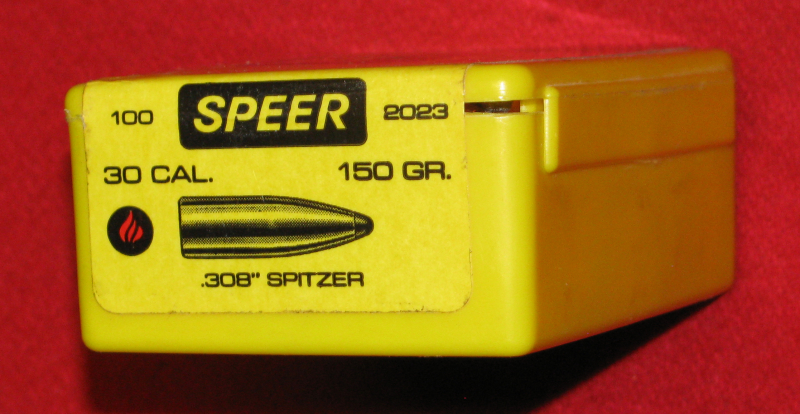 100 SPEER 2023
30 CAL. 150 GR.
.308" SPITZER